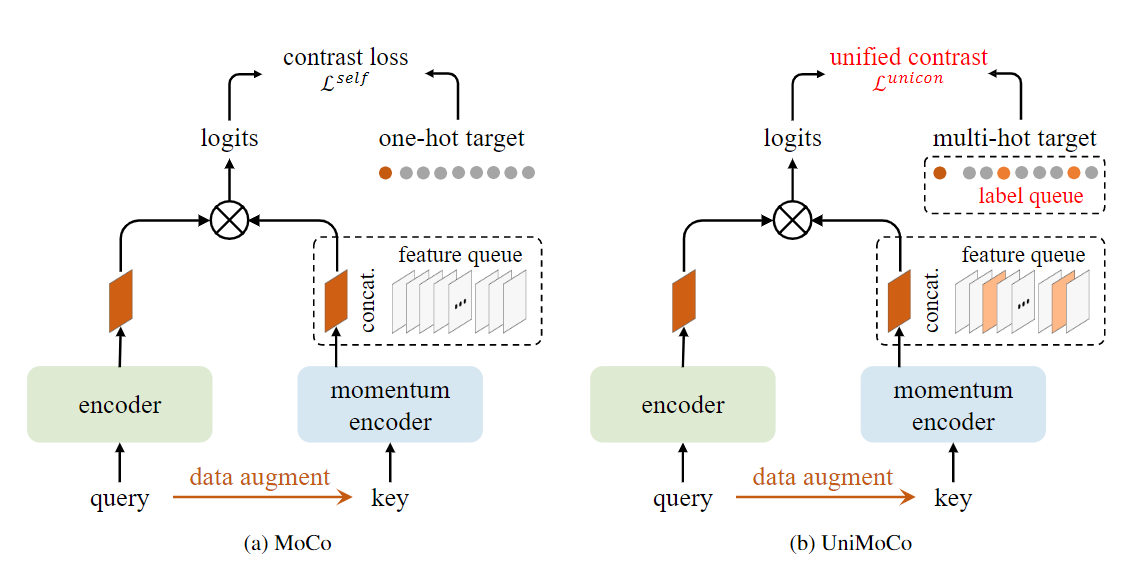 contrast loss
ℒ^self
logits
one-hot target
feature queue
concat.
encoder
momentum
encoder
data augment
query
key
(a) MoCo
unified contrast
ℒ^unicon
logits
multi-hot target
label queue
feature queue
concat.
encoder
momentum
encoder
data augment
query
key
(b) UniMoCo